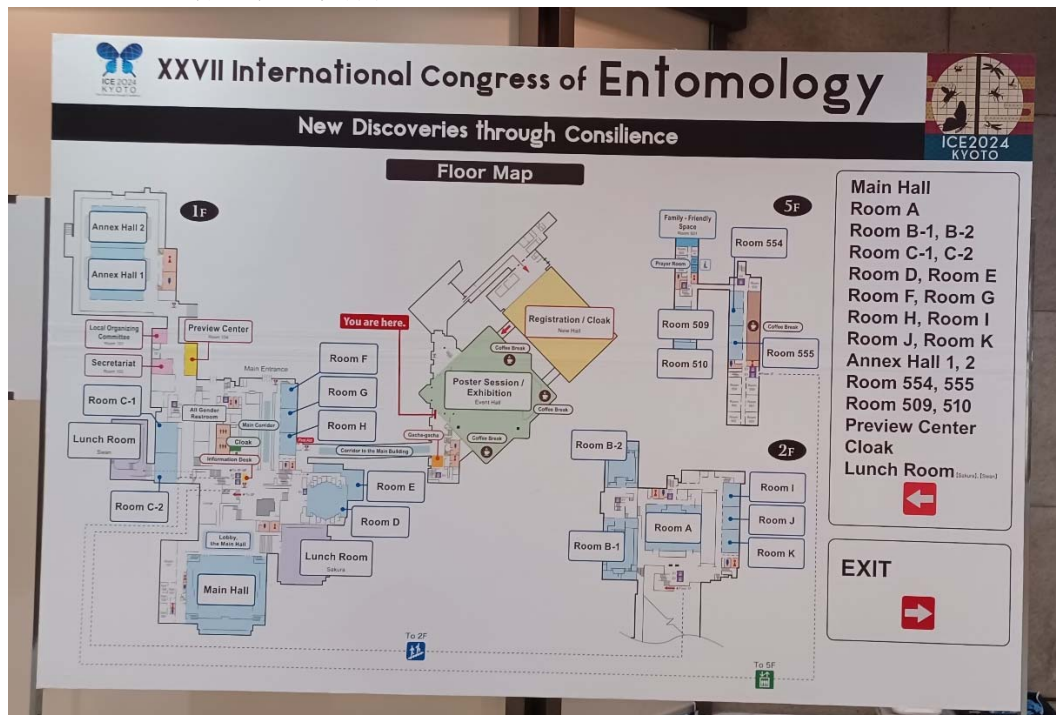 ICE 2024
KYOTO
XXVII International Congress of Entomology
ICE2024
KYOTO
New Discoveries through Consilience
Floor Map
1F
Annex Hall 2
Annex Hall 1
Local Organizing
Committee
Secretariat
Preview Center
Main Entrance
Room C-1
All Gender
Restroom
Main Corridor
Cloak
Information Desk
Lunch Room
Swan
Room C-2
Lobby,
the Main Hall
Main Hall
Room F
Room G
Room H
Room E
Room D
Lunch Room
Sakura
You are here.
Registration / Cloak
New Hall
Coffee Break
Poster Session /
Exhibition
Event Hall
Coffee Break
Coffee Break
Gacha-gacha
Corridor to the Main Building
5F
Family - Friendly
Space
Prayer Room
Room 554
Room 509
Room 510
Coffee Break
Room 555
2F
Room B-2
Room A
Room B-1
Room I
Room J
Room K
To 2F
To 5F
Main Hall
Room A
Room B-1, B-2
Room C-1, C-2
Room D, Room E
Room F, Room G
Room H, Room I
Room J, Room K
Annex Hall 1, 2
Room 554, 555
Room 509, 510
Preview Center
Cloak
Lunch Room [Sakura], [Swan]
EXIT